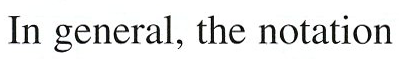 In general, the notation